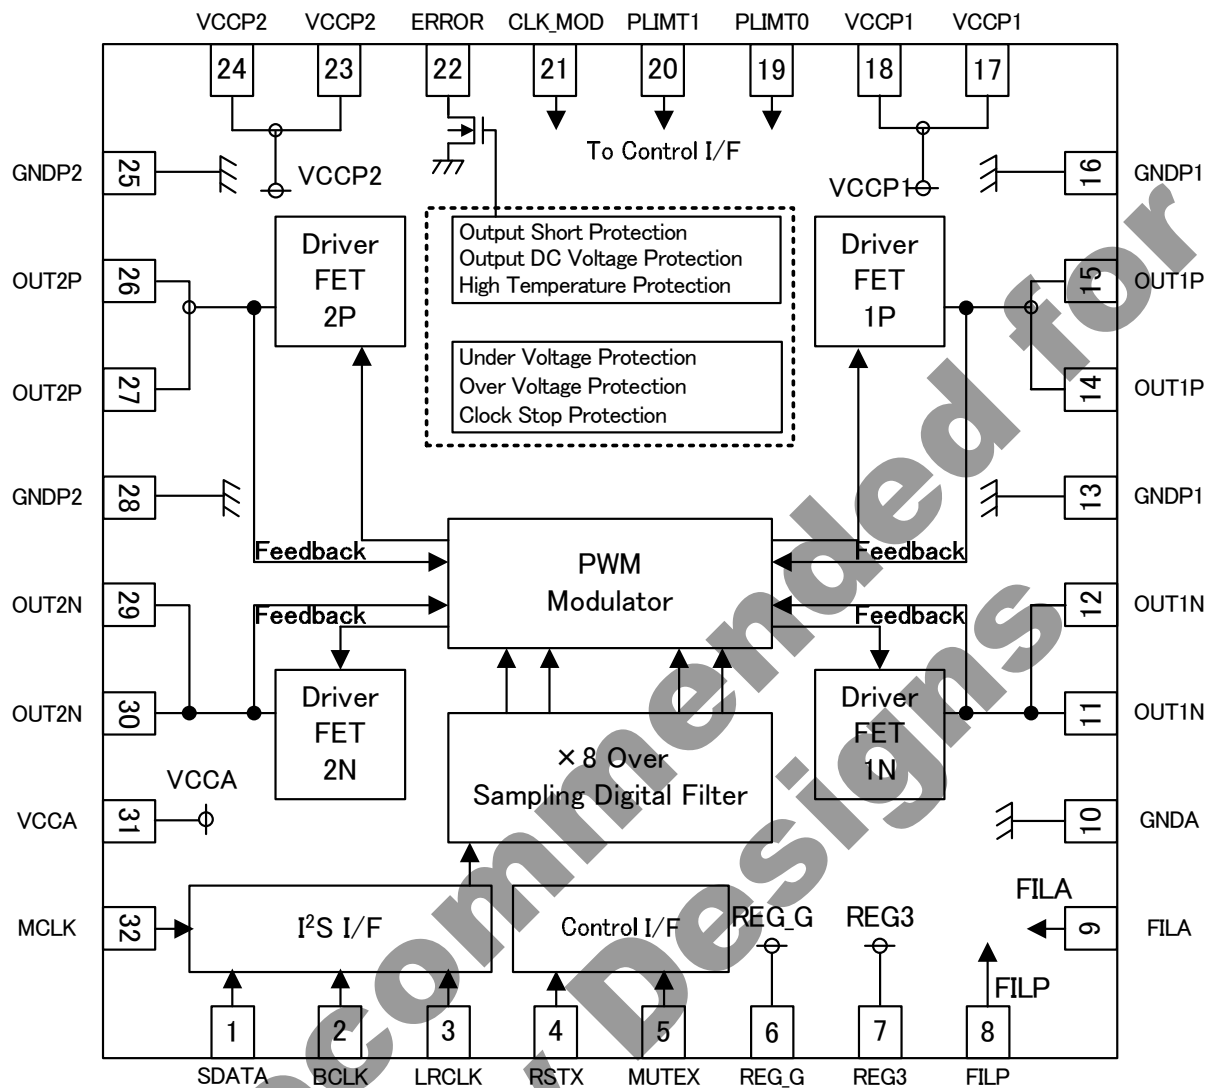 VCCP2 VCCP2 ERROR CLK_MOD PLIMT1 PLIMT0 VCCP1 VCCP1
24 23 22 21 20 19 18 17
To Control I/F
GNDP2 25
VCCP2
VCCP1
16 GNDP1
Driver
FET
2P
Output Short Protection
Output DC Voltage Protection
High Temperature Protection
Driver
FET
1P
OUT2P 26
15 OUT1P
Under Voltage Protection
Over Voltage Protection
Clock Stop Protection
OUT2P 27
14 OUT1P
GNDP2 28
13 GNDP1
Feedback
PWM
Modulator
Feedback
OUT2N 29
12 OUT1N
Feedback
Feedback
OUT2N 30
Driver
FET
2N
×8 Over
Sampling Digital Filter
Driver
FET
1N
11 OUT1N
VCCA
VCCA 31
10 GNDA
MCLK 32
I²S I/F
Control I/F
REG_G
REG3
FILA
9 FILA
FILP
1 2 3 4 5 6 7 8
SDATA BCLK LRCLK RSTX MUTEX REG_G REG3 FILP
commended for
Designs